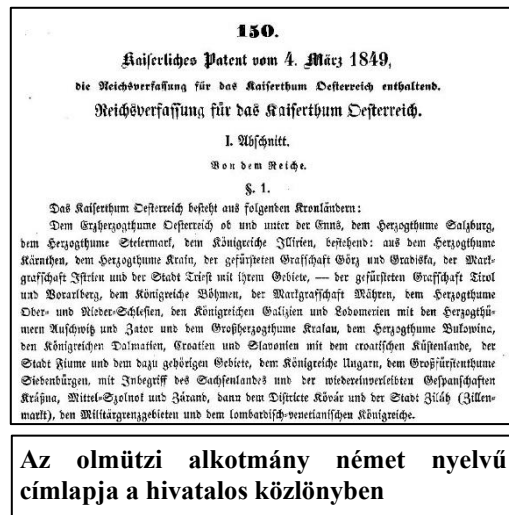 150.
Kaiserliches Patent vom 4. März 1849,
die Reichsverfassung für das Kaiserthum Oesterreich enthaltend.
Reichsverfassung für das Kaiserthum Oesterreich.
I. Abschnitt.
Von dem Reiche.
§. 1.
Das Kaiserthum Oesterreich besteht aus folgenden Kronländern:
Dem Erzherzogthume Oesterreich ob und unter der Enns, dem Herzogthume Salzburg,
dem Herzogthume Steiermark, dem Königreiche Illirien, bestehend: aus dem Herzogthume
Kärnthen, dem Herzogthume Krain, der gefürsteten Grafschaft Görz und Gradiska, der Mark-
grafschaft Istrien und der Stadt Triest mit ihrem Gebiete, — der gefürsteten Grafschaft Tirol
und Vorarlberg, dem Königreiche Böhmen, der Markgrafschaft Mähren, dem Herzogthume
Ober- und Nieder-Schlesien, den Königreichen Galizien und Lodomerien mit den Herzogthü-
mern Auschwitz und Zator und dem Großherzogthume Krakau, dem Herzogthume Bukowina,
den Königreichen Dalmatien, Croatien und Slavonien mit dem croatischen Küstenlande, der
Stadt Fiume und dem dazu gehörigen Gebiete, dem Königreiche Ungarn, dem Großfürstenthume
Siebenbürgen, mit Inbegriff des Sachsenlandes und der wiedereinverleibten Gespanschaften
Kráßna, Mittel-Szolnok und Zaránd, dann dem Districte Kővár und der Stadt Zilah (Zillen-
markt), den Militärgrenzgebieten und dem lombardisch-venetianischen Königreiche.
Az olmützi alkotmány német nyelvű
címlapja a hivatalos közlönyben